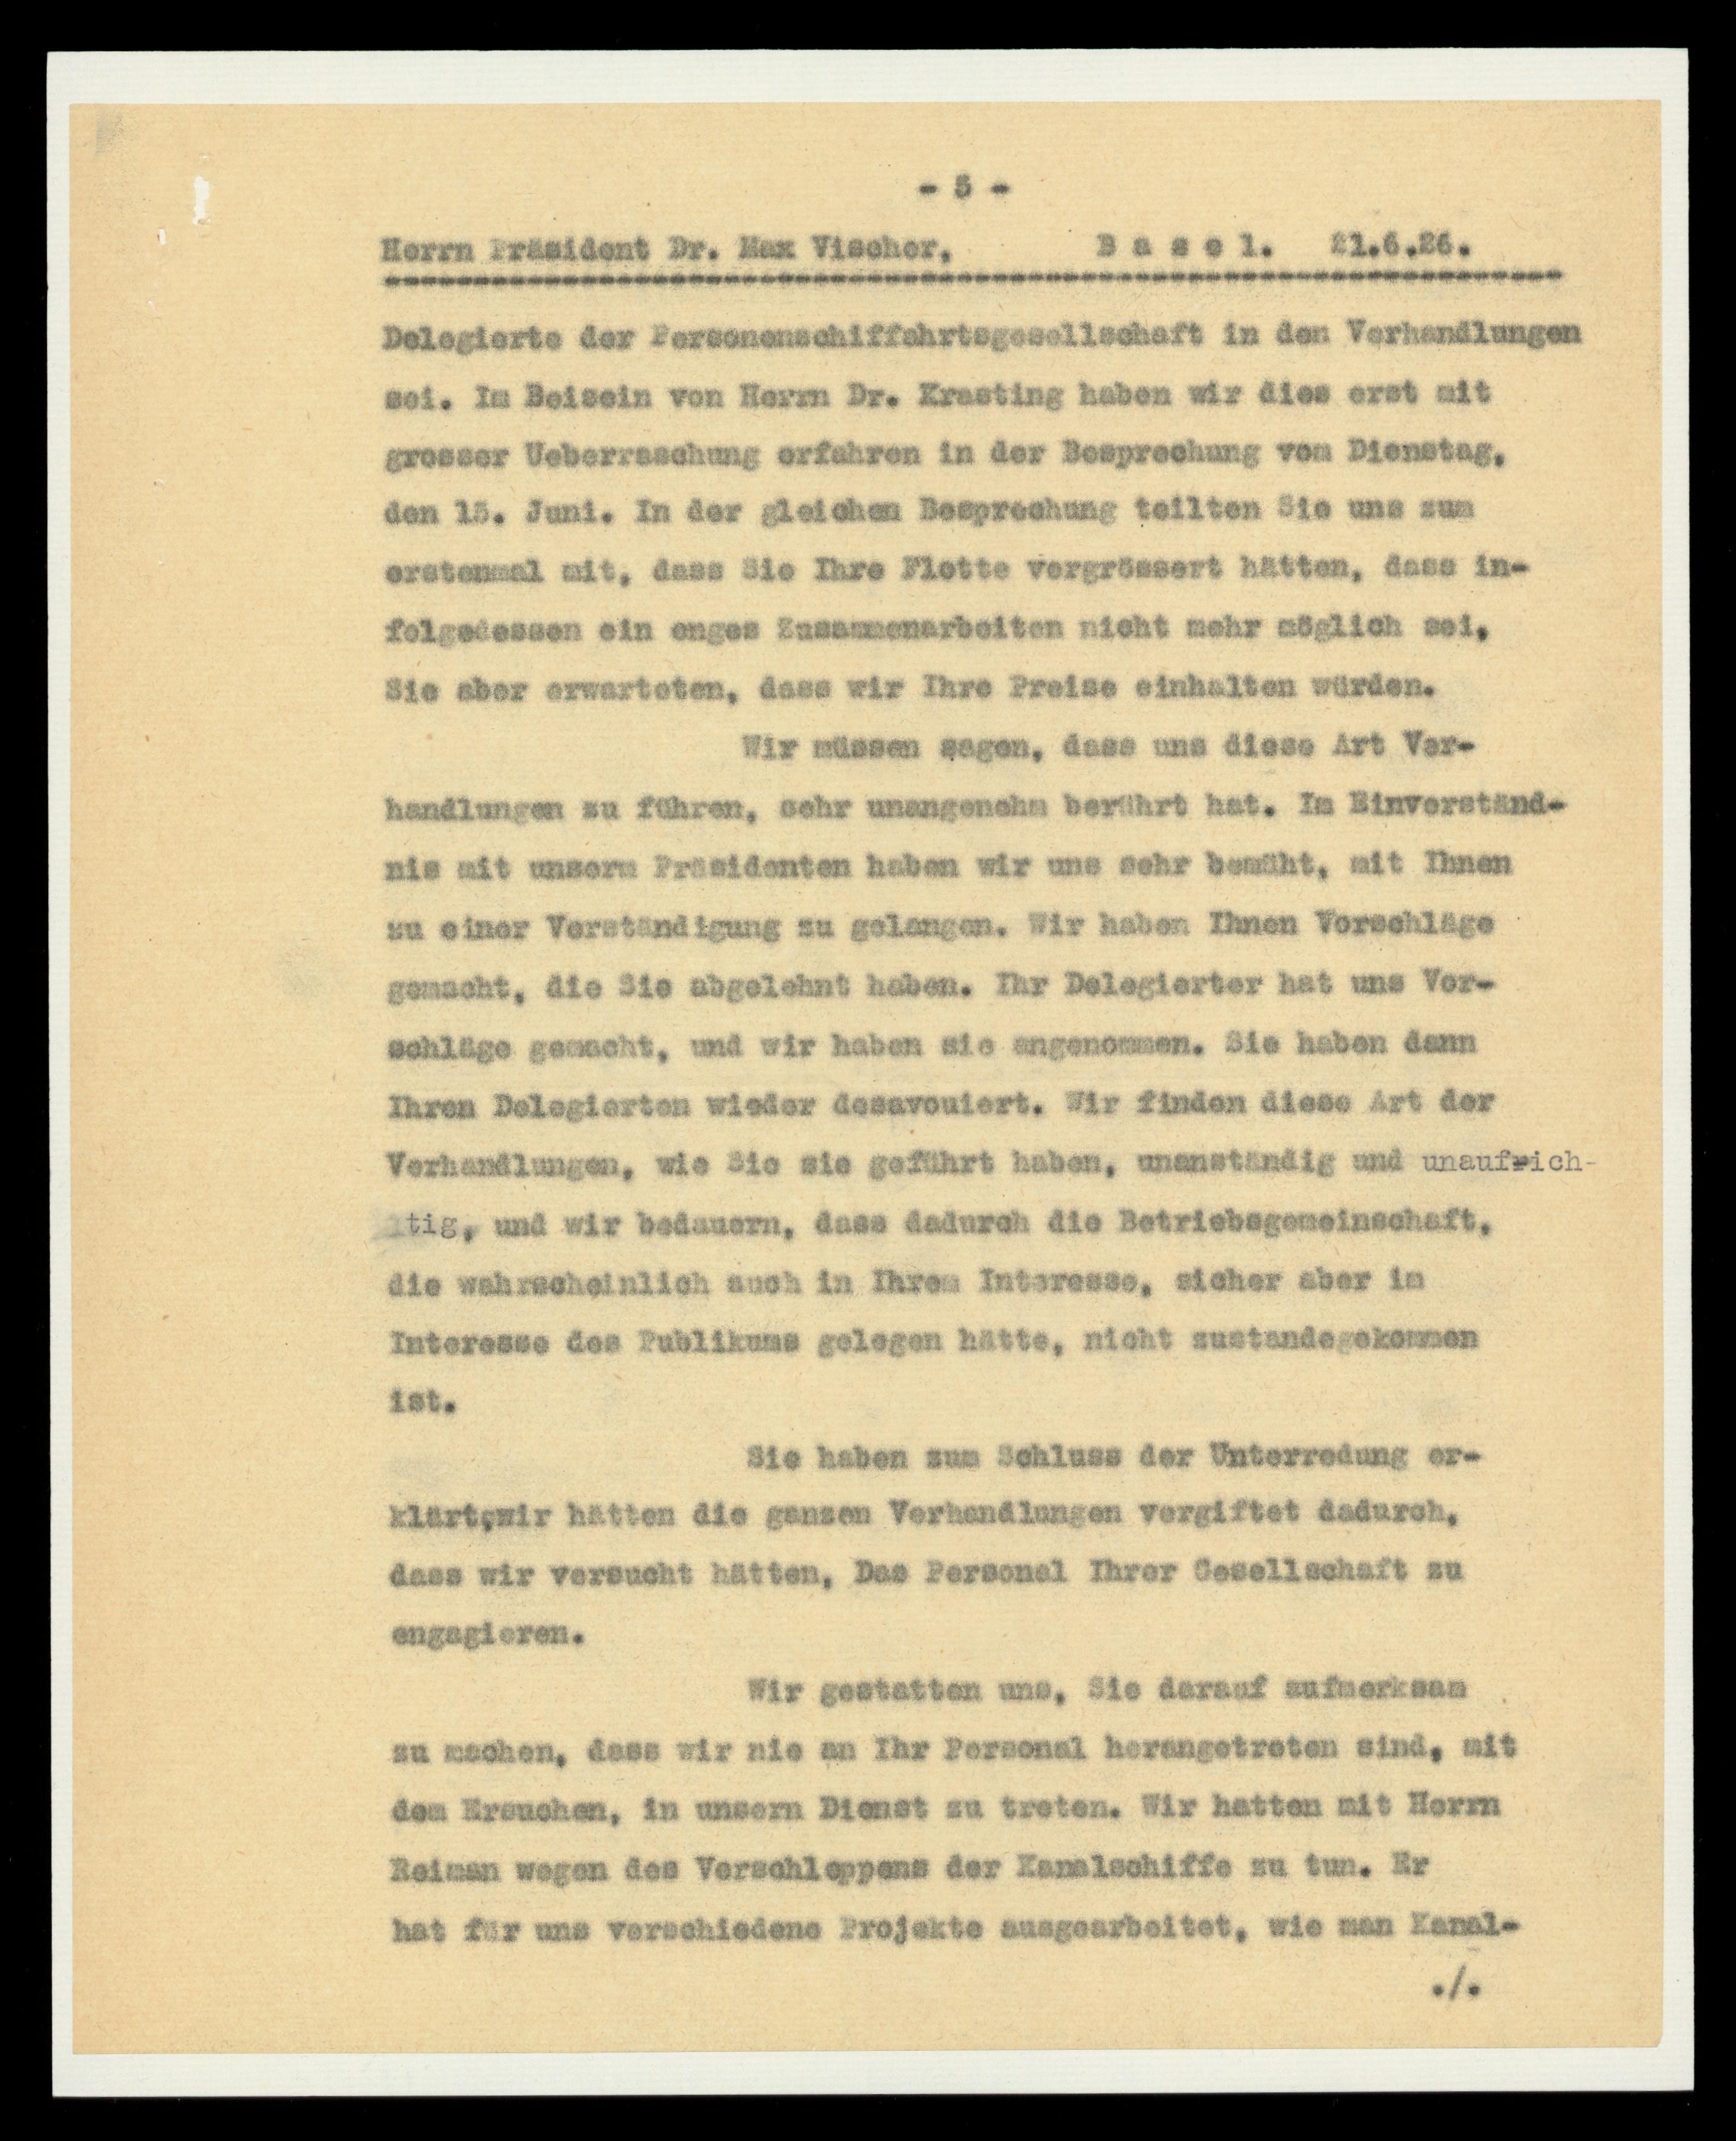 - 5 -
Herrn Präsident Dr. Max Vischer, B a s e l. 21.6.26.
Delegierte der Personenschiffahrtsgesellschaft in den Verhandlungen
sei. Im Beisein von Herrn Dr. Krasting haben wir dies erst mit
grosser Ueberraschung erfahren in der Besprechung vom Dienstag,
den 15. Juni. In der gleichen Besprechung teilten Sie uns zum
erstenmal mit, dass Sie Ihre Flotte vergrössert hätten, dass in-
folgedessen ein enges Zusammenarbeiten nicht mehr möglich sei,
Sie aber erwarteten, dass wir Ihre Preise einhalten würden.
Wir müssen sagen, dass uns diese Art Ver-
handlungen zu führen, sehr unangenehm berührt hat. Im Einverständ-
nis mit unserm Präsidenten haben wir uns sehr bemüht, mit Ihnen
zu einer Verständigung zu gelangen. Wir haben Ihnen Vorschläge
gemacht, die Sie abgelehnt haben. Ihr Delegierter hat uns Vor-
schläge gemacht, und wir haben sie angenommen. Sie haben dann
Ihren Delegierten wieder desavouiert. Wir finden diese Art der
Verhandlungen, wie Sie sie geführt haben, unanständig und unaufrich-
tig, und wir bedauern, dass dadurch die Betriebsgemeinschaft,
die wahrscheinlich auch in Ihrem Interesse, sicher aber im
Interesse des Publikums gelegen hätte, nicht zustandegekommen
ist.
Sie haben zum Schluss der Unterredung er-
klärt,wir hätten die ganzen Verhandlungen vergiftet dadurch,
dass wir versucht hätten, Das Personal Ihrer Gesellschaft zu
engagieren.
Wir gestatten uns, Sie darauf aufmerksam
zu machen, dass wir nie an Ihr Personal herangetreten sind, mit
dem Ersuchen, in unsern Dienst zu treten. Wir hatten mit Herrn
Reiman wegen des Verschleppens der Kanalschiffe zu tun. Er
hat für uns verschiedene Projekte ausgearbeitet, wie man Kanal-
./.